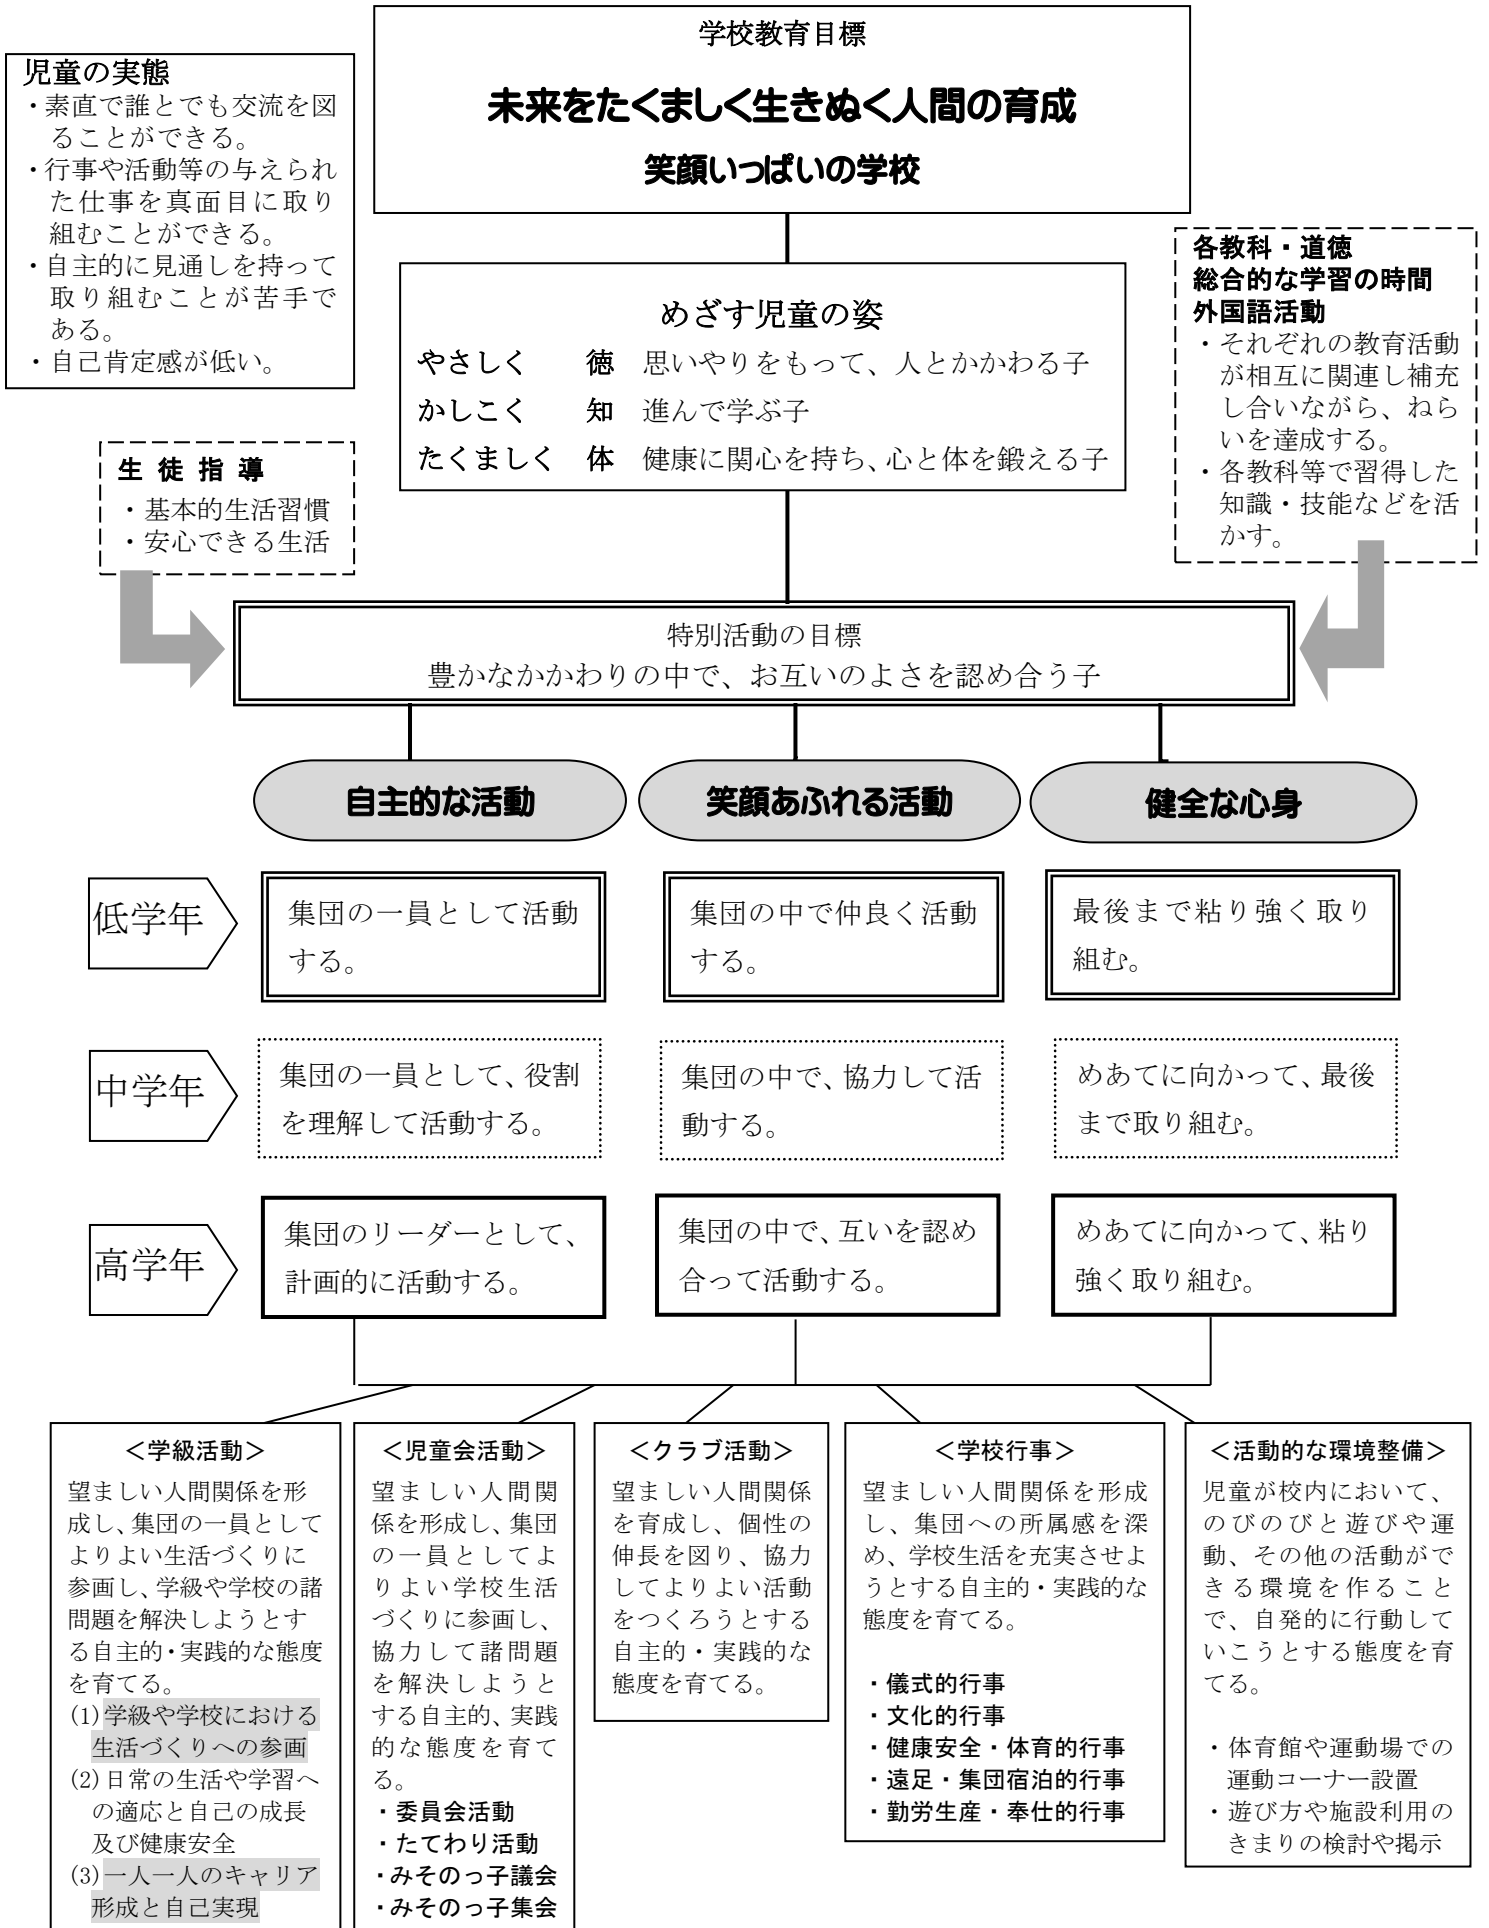 学校教育目標
未来をたくましく生きぬく人間の育成
笑顔いっぱいの学校
児童の実態
・素直で誰とでも交流を図
ることができる。
・行事や活動等の与えられ
た仕事を真面目に取り
組むことができる。
・自主的に見通しを持って
取り組むことが苦手で
ある。
・自己肯定感が低い。
めざす児童の姿
やさしく 徳 思いやりをもって、人とかかわる子
かしこく 知 進んで学ぶ子
たくましく 体 健康に関心を持ち、心と体を鍛える子
各教科・道徳
総合的な学習の時間
外国語活動
・それぞれの教育活動
が相互に関連し補充
し合いながら、ねら
いを達成する。
・各教科等で習得した
知識・技能などを活
かす。
生徒指導
・基本的生活習慣
・安心できる生活
特別活動の目標
豊かなかかわりの中で、お互いのよさを認め合う子
自主的な活動
笑顔あふれる活動
健全な心身
低学年
集団の一員として活動
する。
集団の中で仲良く活動
する。
最後まで粘り強く取り
組む。
中学年
集団の一員として、役割
を理解して活動する。
集団の中で、協力して活
動する。
めあてに向かって、最後
まで取り組む。
高学年
集団のリーダーとして、
計画的に活動する。
集団の中で、互いを認め
合って活動する。
めあてに向かって、粘り
強く取り組む。
＜学級活動＞
望ましい人間関係を形
成し、集団の一員として
よりよい生活づくりに
参画し、学級や学校の諸
問題を解決しようとす
る自主的・実践的な態度
を育てる。
(1)学級や学校における
生活づくりへの参画
(2)日常の生活や学習へ
の適応と自己の成長
及び健康安全
(3)一人一人のキャリア
形成と自己実現
＜児童会活動＞
望ましい人間関
係を形成し、集団
の一員としてよ
りよい学校生活
づくりに参画し、
協力して諸問題
を解決しようと
する自主的、実践
的な態度を育て
る。
・委員会活動
・たてわり活動
・みそのっ子議会
・みそのっ子集会
＜クラブ活動＞
望ましい人間関係
を育成し、個性の
伸長を図り、協力
してよりよい活動
をつくろうとする
自主的・実践的な
態度を育てる。
＜学校行事＞
望ましい人間関係を形成
し、集団への所属感を深
め、学校生活を充実させよ
うとする自主的・実践的な
態度を育てる。
・儀式的行事
・文化的行事
・健康安全・体育的行事
・遠足・集団宿泊的行事
・勤労生産・奉仕的行事
＜活動的な環境整備＞
児童が校内において、
のびのびと遊びや運
動、その他の活動がで
きる環境を作ること
で、自発的に行動して
いこうとする態度を育
てる。
・体育館や運動場での
運動コーナー設置
・遊び方や施設利用の
きまりの検討や掲示